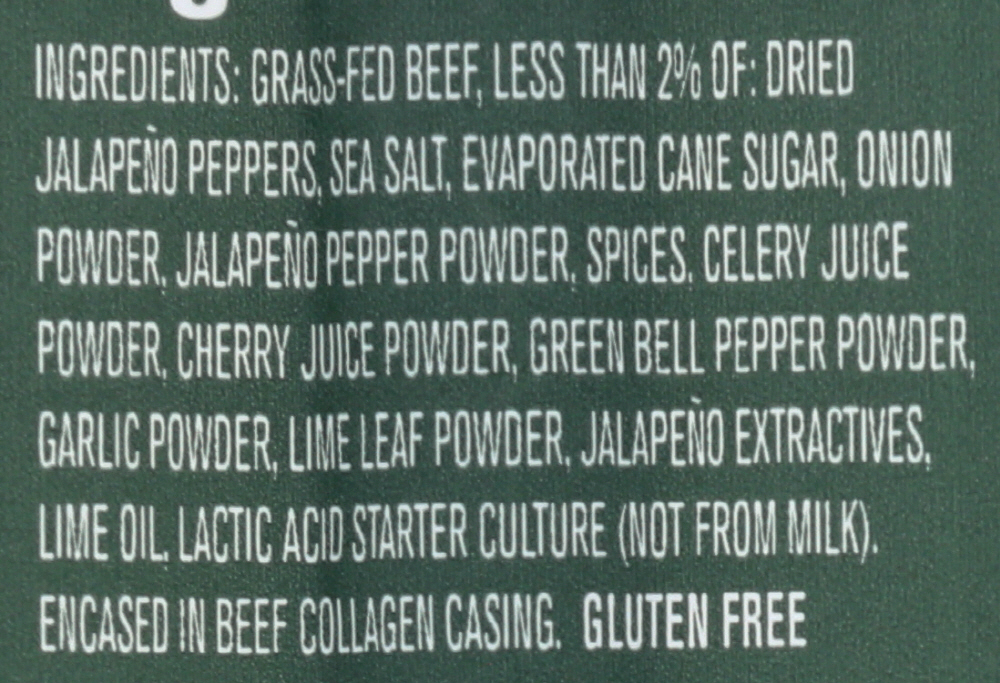 INGREDIENTS: GRASS-FED BEEF, LESS THAN 2% OF: DRIED
JALAPEÑO PEPPERS, SEA SALT, EVAPORATED CANE SUGAR, ONION
POWDER, JALAPEÑO PEPPER POWDER, SPICES, CELERY JUICE
POWDER, CHERRY JUICE POWDER, GREEN BELL PEPPER POWDER,
GARLIC POWDER, LIME LEAF POWDER, JALAPEÑO EXTRACTIVES,
LIME OIL, LACTIC ACID STARTER CULTURE (NOT FROM MILK).
ENCASED IN BEEF COLLAGEN CASING. GLUTEN FREE